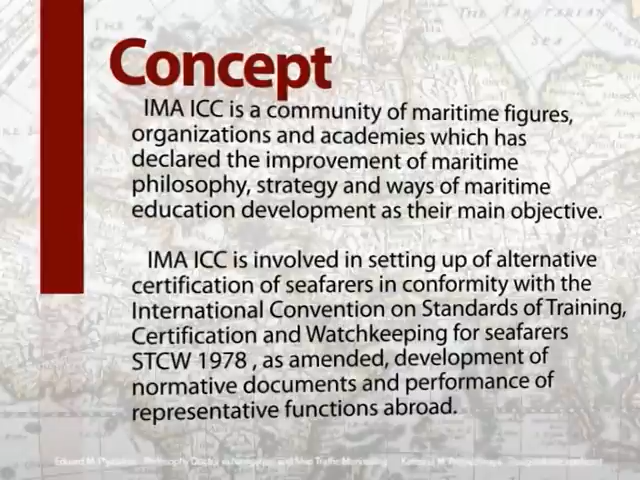 THE TARTARIAN
SEA
Concept
IMA ICC is a community of maritime figures,
organizations and academies which has
declared the improvement of maritime
philosophy, strategy and ways of maritime
education development as their main objective.
IMA ICC is involved in setting up of alternative
certification of seafarers in conformity with the
International Convention on Standards of Training,
Certification and Watchkeeping for seafarers
STCW 1978 , as amended, development of
normative documents and performance of
representative functions abroad.